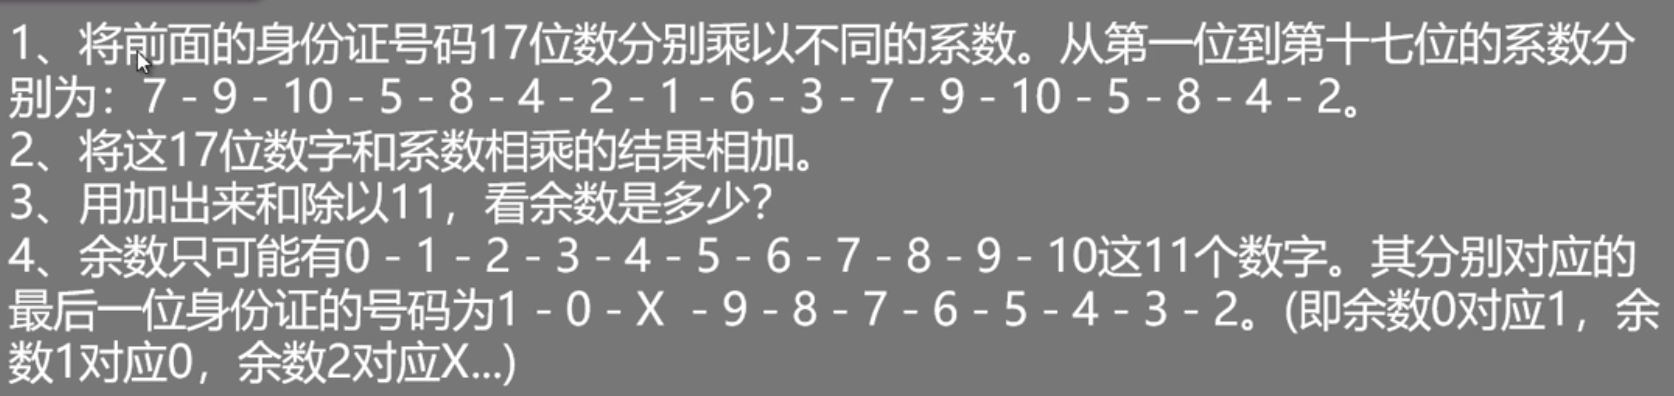 1、将前面的身份证号码17位数分别乘以不同的系数。从第一位到第十七位的系数分
别为：7 - 9 - 10 - 5 - 8 - 4 - 2 - 1 - 6 - 3 - 7 - 9 - 10 - 5 - 8 - 4 - 2。
2、将这17位数字和系数相乘的结果相加。
3、用加出来和除以11，看余数是多少？
4、余数只可能有0 - 1 - 2 - 3 - 4 - 5 - 6 - 7 - 8 - 9 - 10这11个数字。其分别对应的
最后一位身份证的号码为1 - 0 - X  - 9 - 8 - 7 - 6 - 5 - 4 - 3 - 2。(即余数0对应1，余
数1对应0，余数2对应X...)